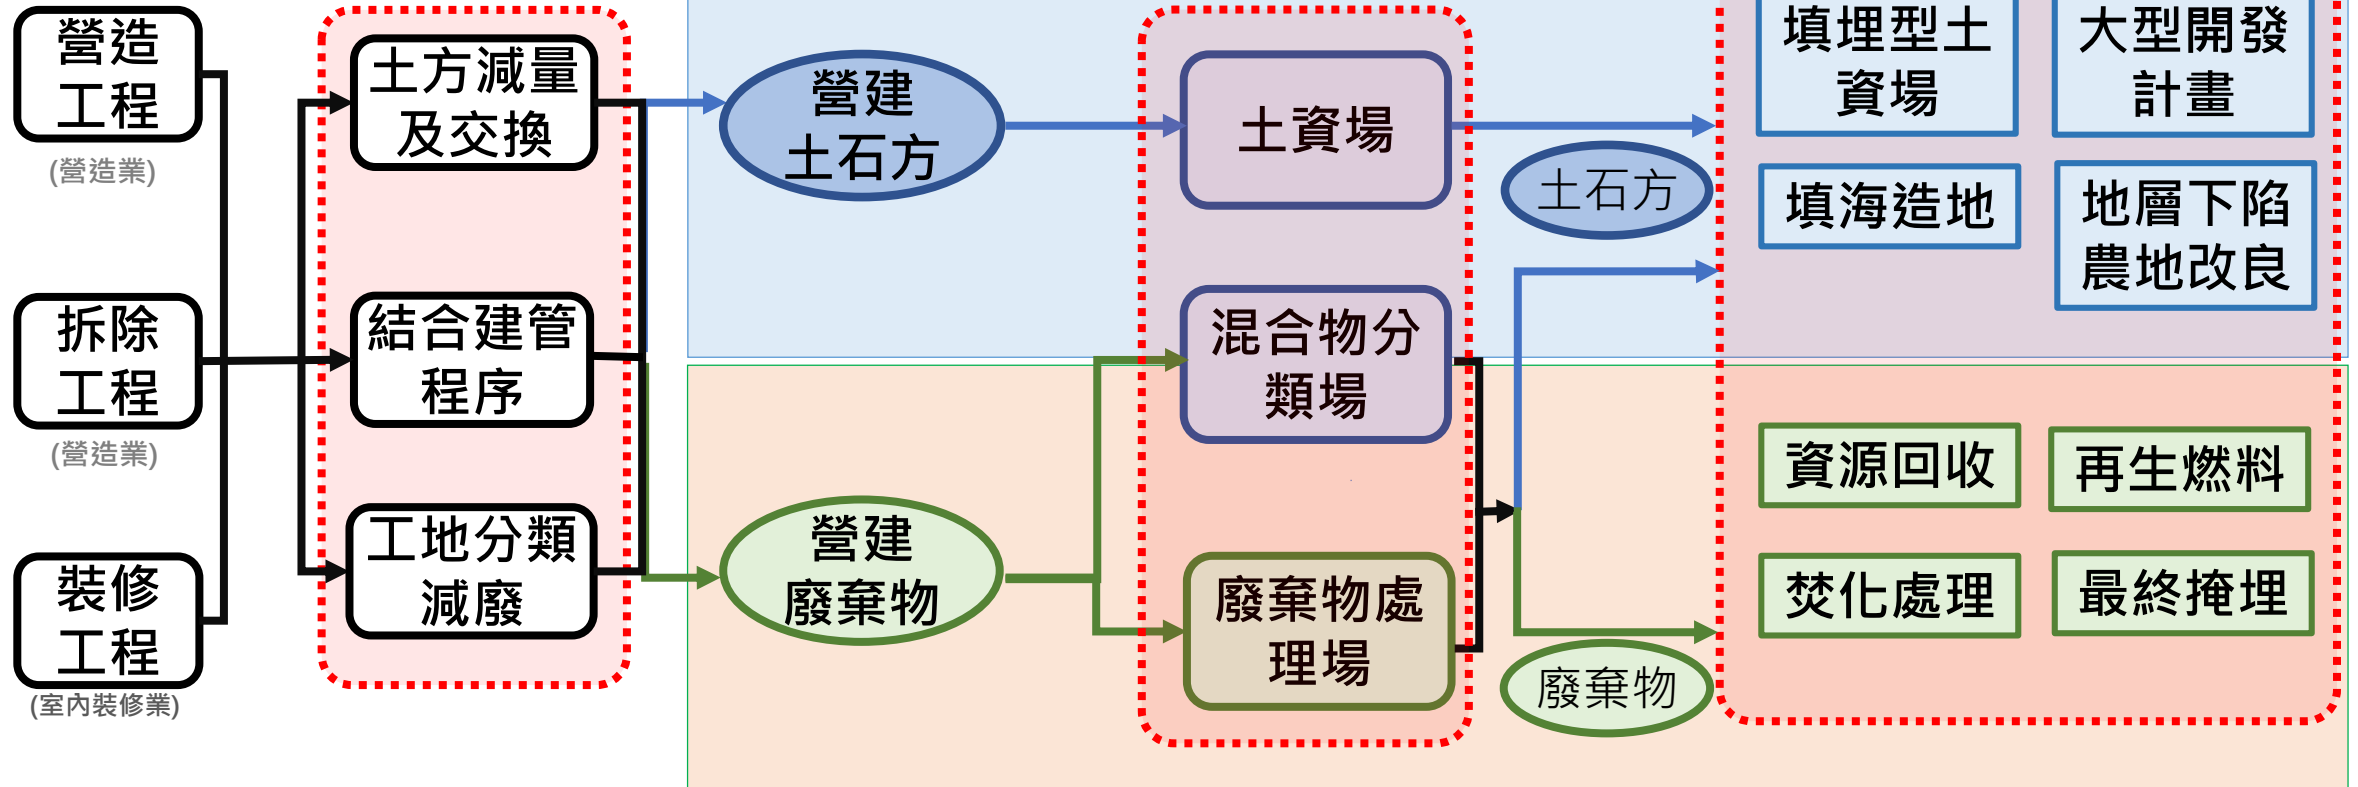 營造
工程
(營造業)
拆除
工程
(營造業)
裝修
工程
(室內裝修業)
土方減量
及交換
結合建管
程序
工地分類
減廢
營建
土石方
營建
廢棄物
土資場
混合物分
類場
廢棄物處
理場
土石方
廢棄物
填埋型土
資場
大型開發
計畫
填海造地
地層下陷
農地改良
資源回收
再生燃料
焚化處理
最終掩埋